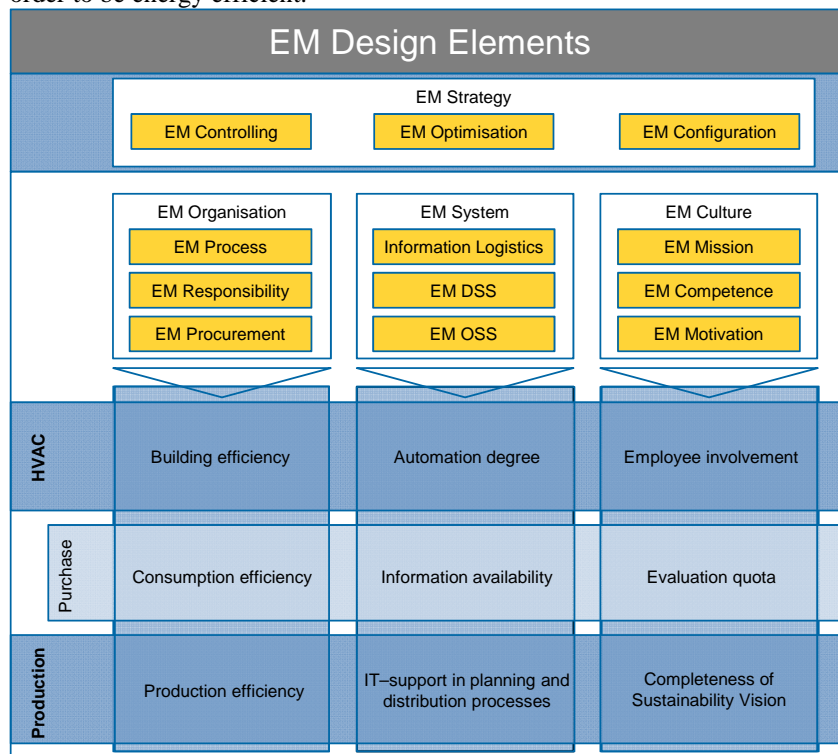 order to be energy efficient.
EM Design Elements
EM Strategy
EM Controlling
EM Optimisation
EM Configuration
EM Organisation
EM Process
EM Responsibility
EM Procurement
EM System
Information Logistics
EM DSS
EM OSS
EM Culture
EM Mission
EM Competence
EM Motivation
HVAC
Building efficiency
Automation degree
Employee involvement
Purchase
Consumption efficiency
Information availability
Evaluation quota
Production
Production efficiency
IT–support in planning and
distribution processes
Completeness of
Sustainability Vision